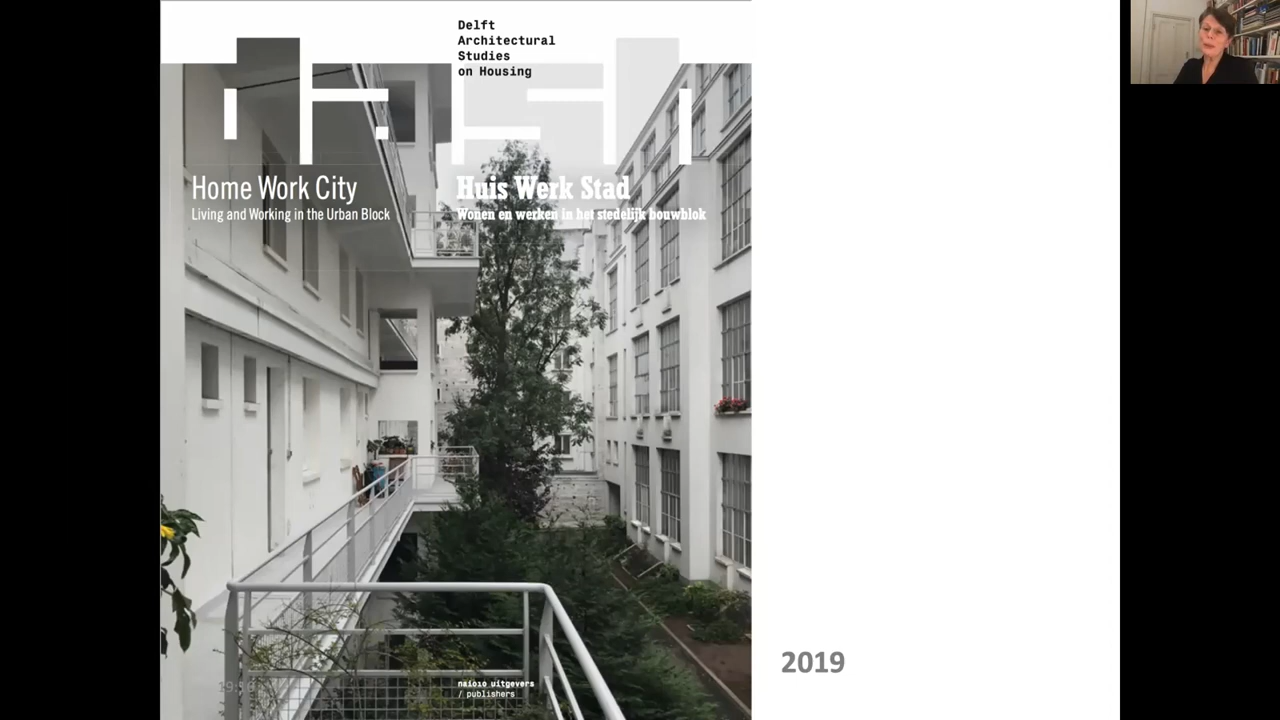 Delft
Architectural
Studies
on Housing
dash
Home Work City
Living and Working in the Urban Block
Huis Werk Stad
Wonen en werken in het stedelijk bouwblok
nai010 uitgevers
/ publishers
2019